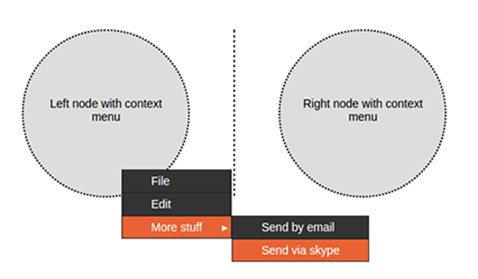 Left node with context
menu
Right node with context
menu
File
Edit
More stuff
Send by email
Send via skype